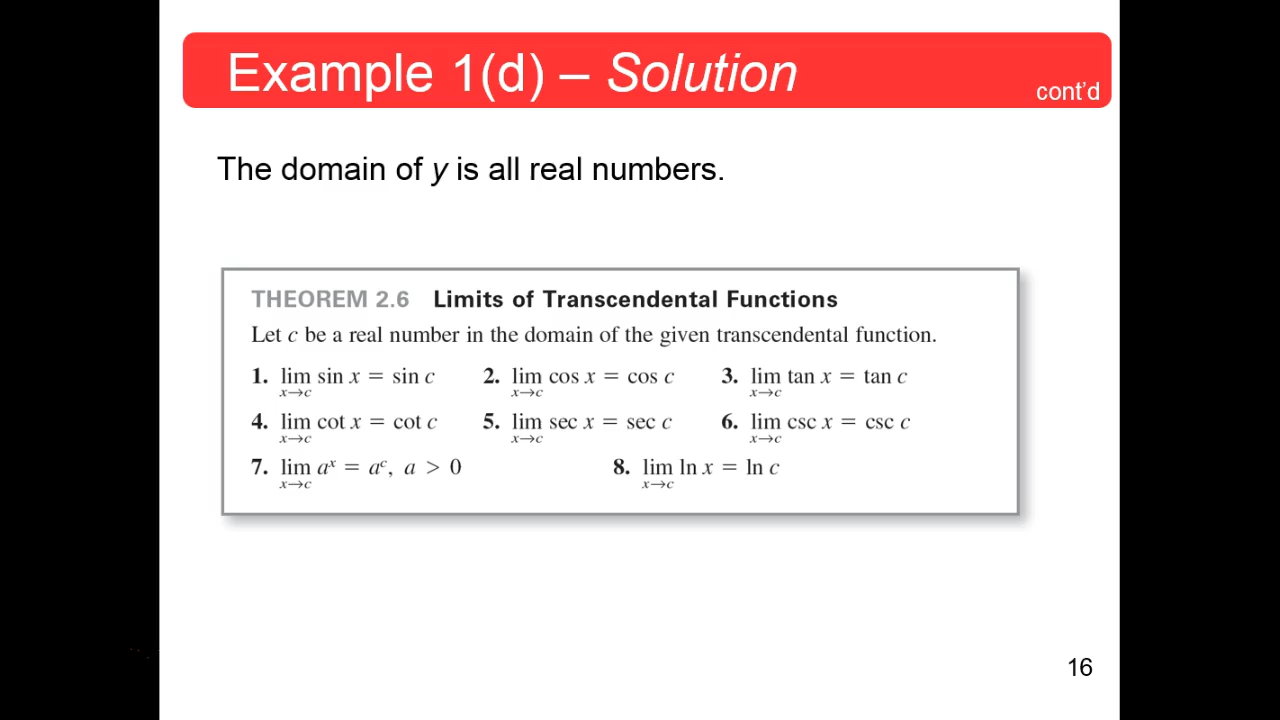 Example 1(d) – Solution
cont'd
The domain of y is all real numbers.
THEOREM 2.6 Limits of Transcendental Functions
Let c be a real number in the domain of the given transcendental function.
1. lim x→c sin x = sin c 2. lim x→c cos x = cos c 3. lim x→c tan x = tan c
4. lim x→c cot x = cot c 5. lim x→c sec x = sec c 6. lim x→c csc x = csc c
7. lim x→c aˣ = aᶜ, a > 0 8. lim x→c ln x = ln c
16